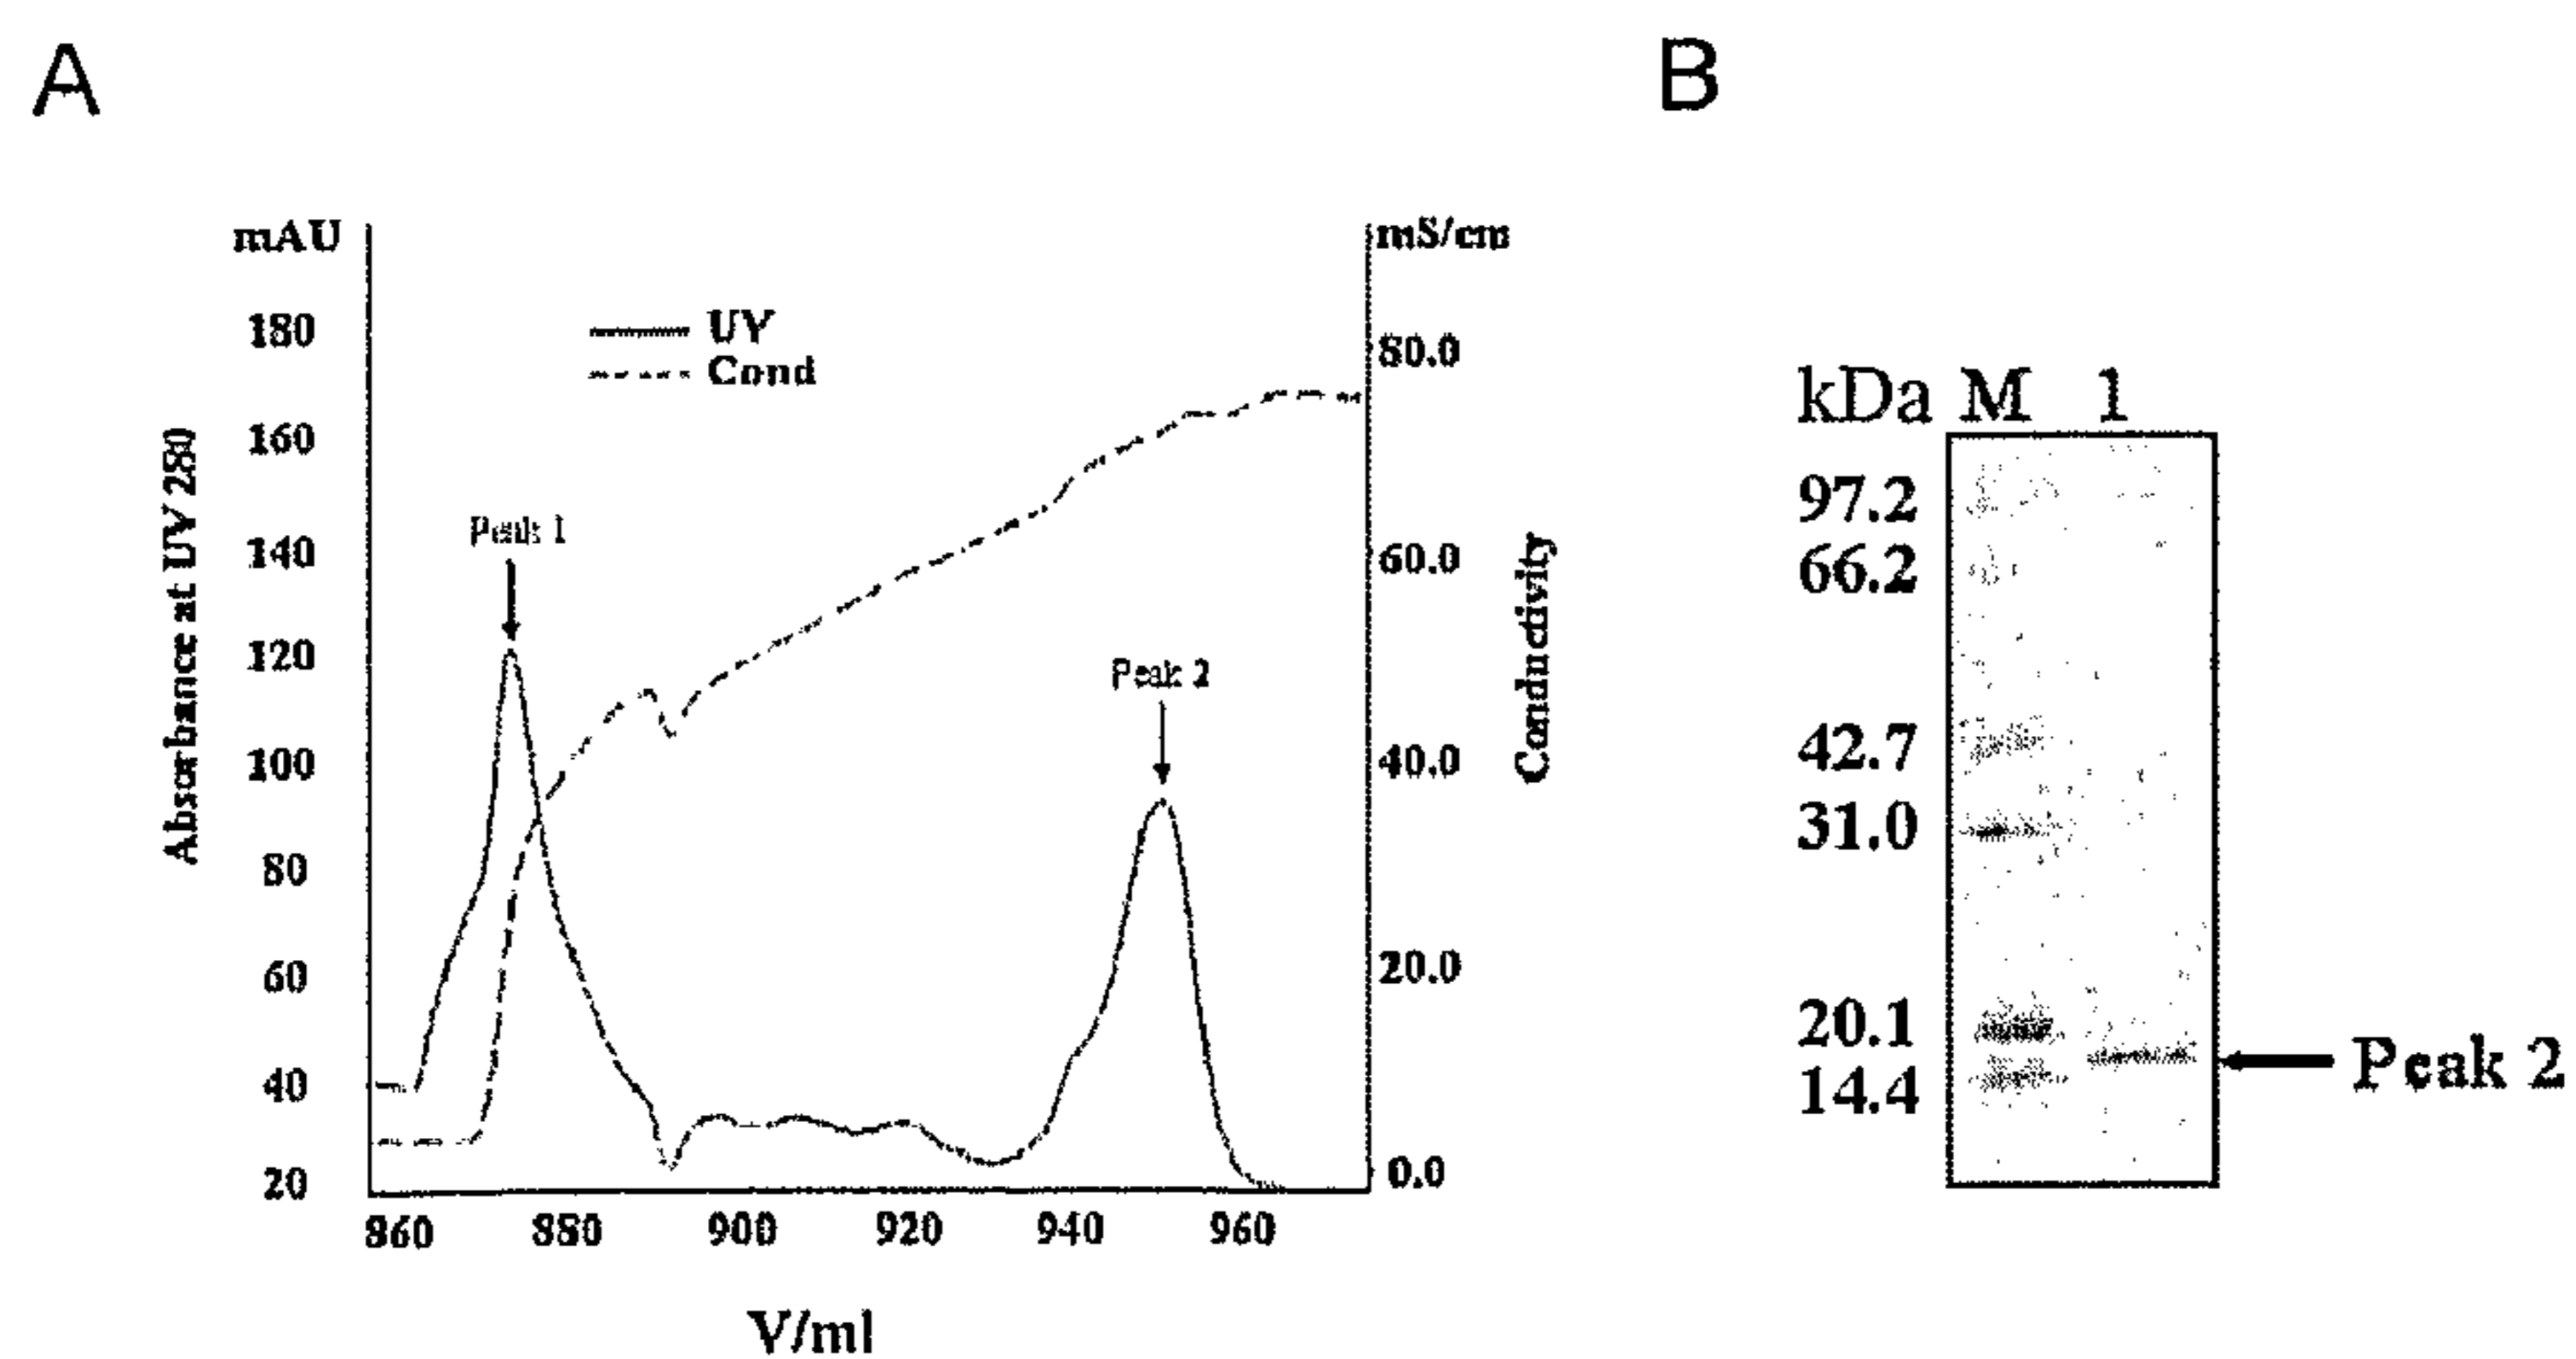 A
B
mAU
mS/cm
180
160
140
120
100
80
60
40
20
Absorbance at UV 280
UV
Cond
Peak 1
Peak 2
80.0
60.0
40.0
20.0
0.0
Conductivity
860 880 900 920 940 960
V/ml
kDa M 1
97.2
66.2
42.7
31.0
20.1
14.4
Peak 2